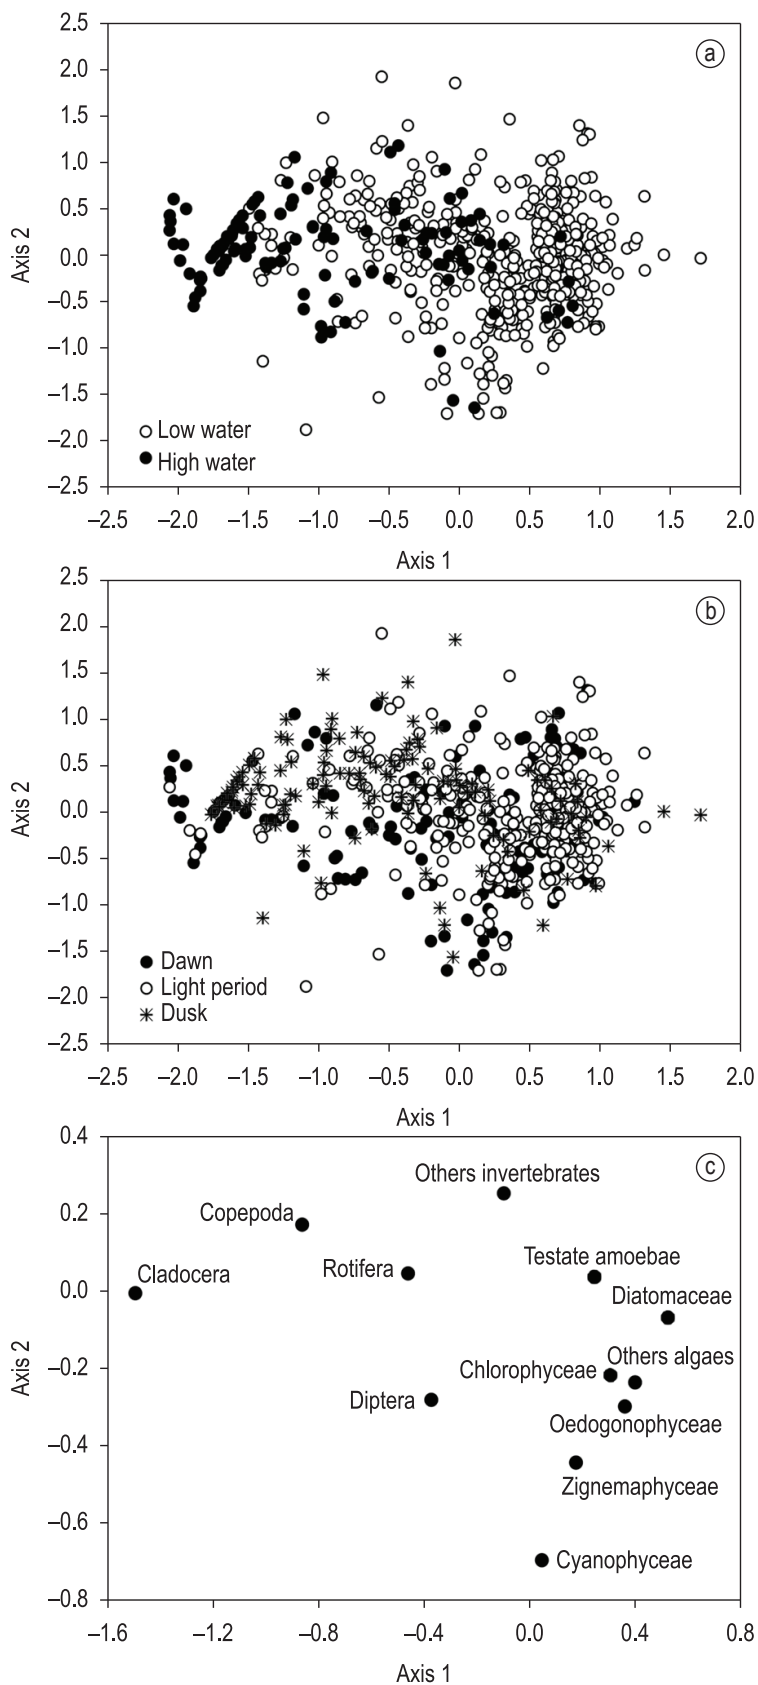 2.5
ⓐ
2.0
1.5
1.0
0.5
Axis 2
0.0
–0.5
–1.0
–1.5
Low water
–2.0
High water
–2.5
–2.5 –2.0 –1.5 –1.0 –0.5 0.0 0.5 1.0 1.5 2.0
Axis 1
2.5
ⓑ
2.0
1.5
1.0
0.5
Axis 2
0.0
–0.5
–1.0
–1.5
Dawn
Light period
–2.0
Dusk
–2.5
–2.5 –2.0 –1.5 –1.0 –0.5 0.0 0.5 1.0 1.5 2.0
Axis 1
0.4
ⓒ
Others invertebrates
0.2
Copepoda
Testate amoebae
Rotifera
Cladocera
0.0
Diatomaceae
Others algaes
Axis 2
–0.2
Chlorophyceae
Diptera
Oedogonophyceae
–0.4
Zignemaphyceae
–0.6
Cyanophyceae
–0.8
–1.6 –1.2 –0.8 –0.4 0.0 0.4 0.8
Axis 1